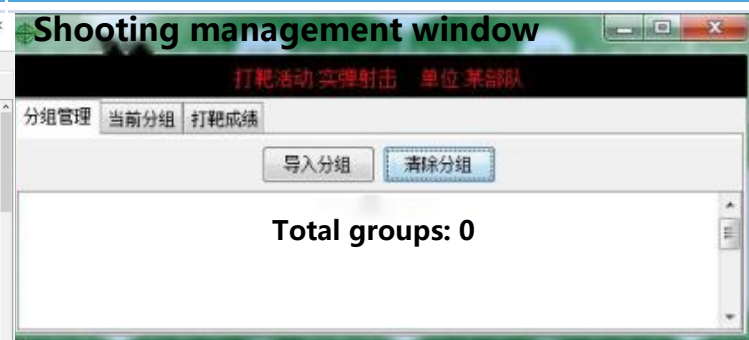 Shooting management window
打靶活动 实弹射击 单位 某部队
分组管理 当前分组 打靶成绩
导入分组 清除分组
Total groups: 0